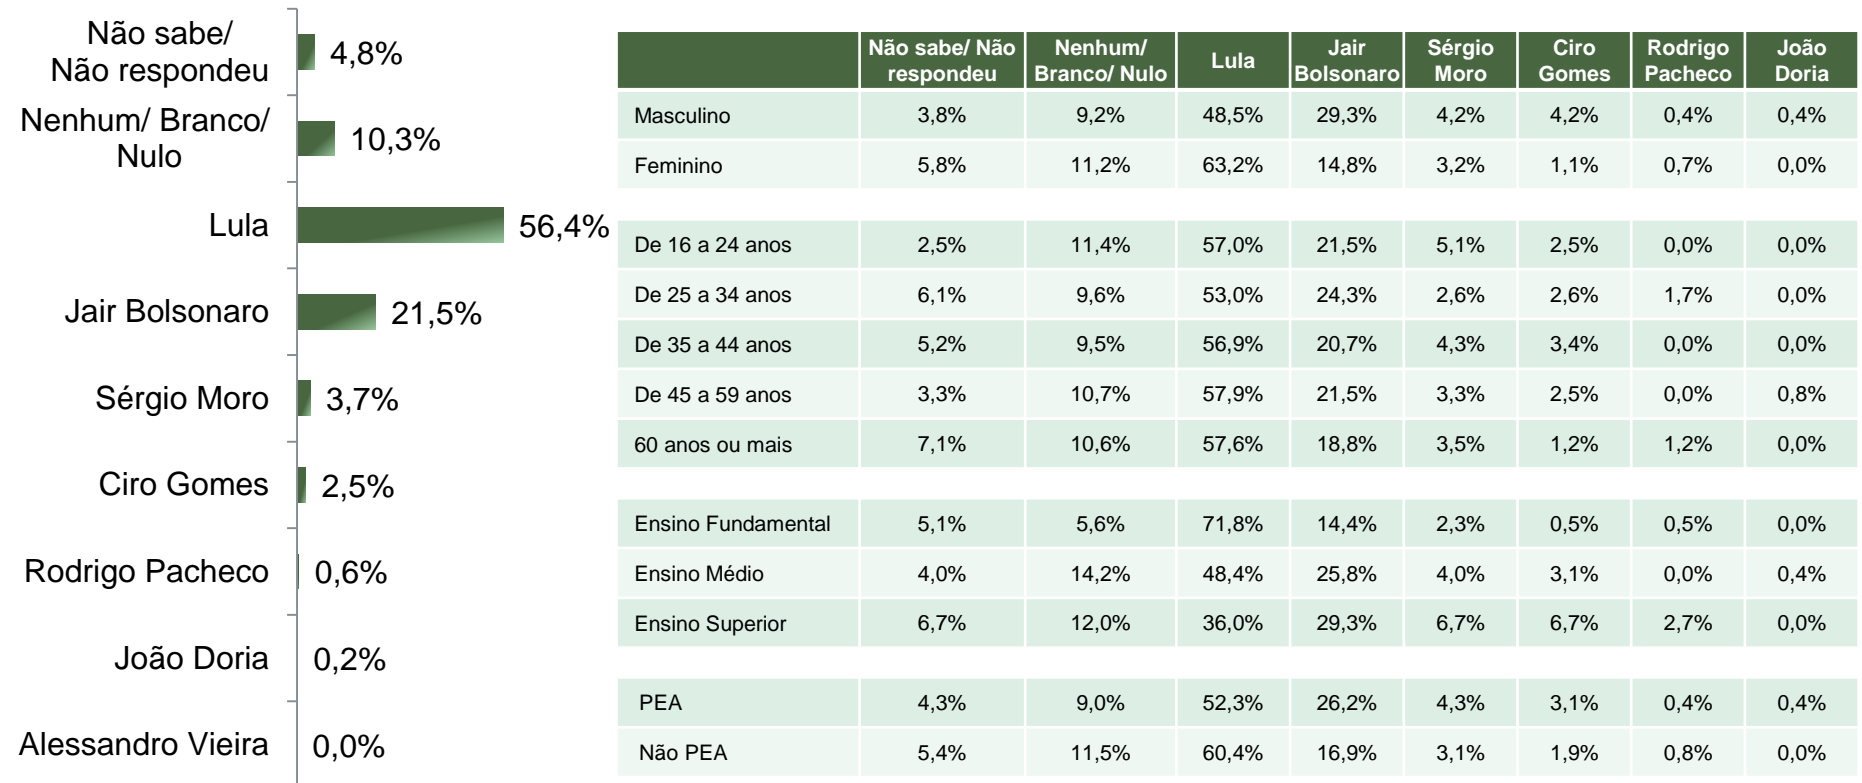 Não sabe/
Não respondeu
4,8%
Nenhum/ Branco/
Nulo
10,3%
Lula
56,4%
Jair Bolsonaro
21,5%
Sérgio Moro
3,7%
Ciro Gomes
2,5%
Rodrigo Pacheco
0,6%
João Doria
0,2%
Alessandro Vieira
0,0%
Não sabe/ Não respondeu Nenhum/ Branco/ Nulo Lula Jair Bolsonaro Sérgio Moro Ciro Gomes Rodrigo Pacheco João Doria
Masculino 3,8% 9,2% 48,5% 29,3% 4,2% 4,2% 0,4% 0,4%
Feminino 5,8% 11,2% 63,2% 14,8% 3,2% 1,1% 0,7% 0,0%
De 16 a 24 anos 2,5% 11,4% 57,0% 21,5% 5,1% 2,5% 0,0% 0,0%
De 25 a 34 anos 6,1% 9,6% 53,0% 24,3% 2,6% 2,6% 1,7% 0,0%
De 35 a 44 anos 5,2% 9,5% 56,9% 20,7% 4,3% 3,4% 0,0% 0,0%
De 45 a 59 anos 3,3% 10,7% 57,9% 21,5% 3,3% 2,5% 0,0% 0,8%
60 anos ou mais 7,1% 10,6% 57,6% 18,8% 3,5% 1,2% 1,2% 0,0%
Ensino Fundamental 5,1% 5,6% 71,8% 14,4% 2,3% 0,5% 0,5% 0,0%
Ensino Médio 4,0% 14,2% 48,4% 25,8% 4,0% 3,1% 0,0% 0,4%
Ensino Superior 6,7% 12,0% 36,0% 29,3% 6,7% 6,7% 2,7% 0,0%
PEA 4,3% 9,0% 52,3% 26,2% 4,3% 3,1% 0,4% 0,4%
Não PEA 5,4% 11,5% 60,4% 16,9% 3,1% 1,9% 0,8% 0,0%